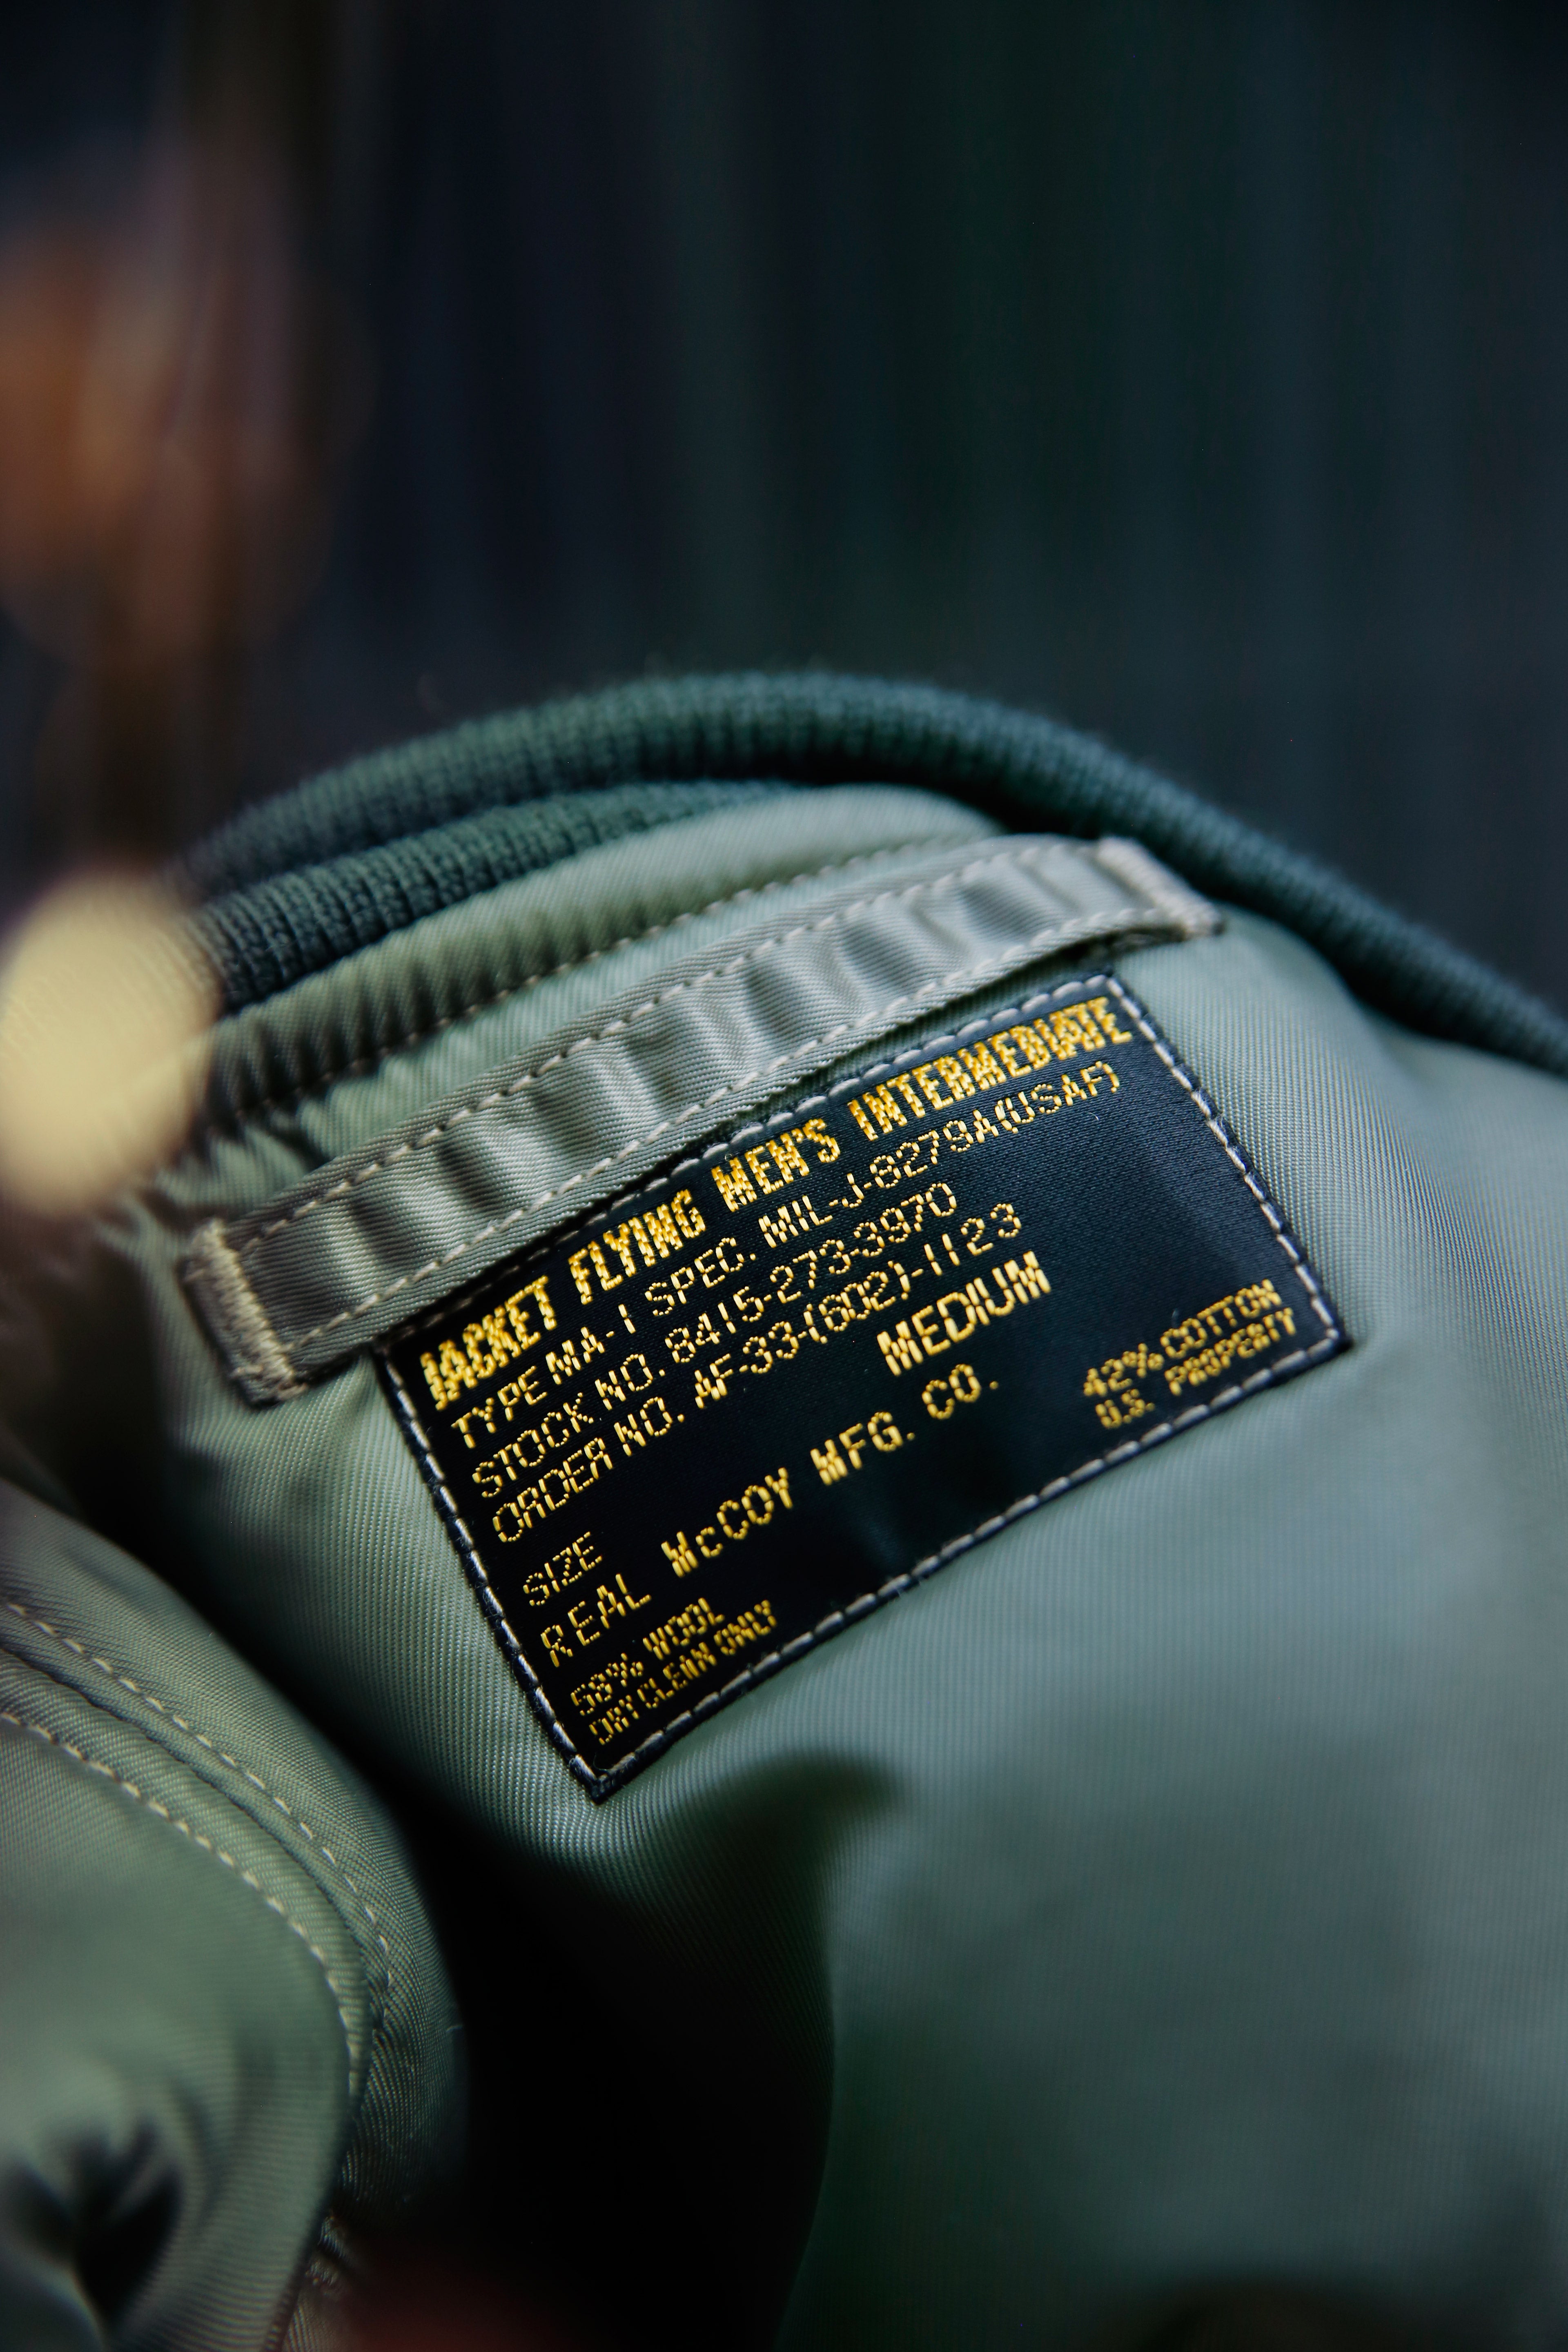 JACKET FLYING MEN'S INTERMEDIATE
TYPE MA-1 SPEC. MIL-J-8279A(USAF)
STOCK NO. 8415-273-3970
ORDER NO. AF-33-(602)-1123
SIZE MEDIUM
REAL McCOY MFG. CO.
58% WOOL 42% COTTON
DRY CLEAN ONLY U.S. PROPERTY